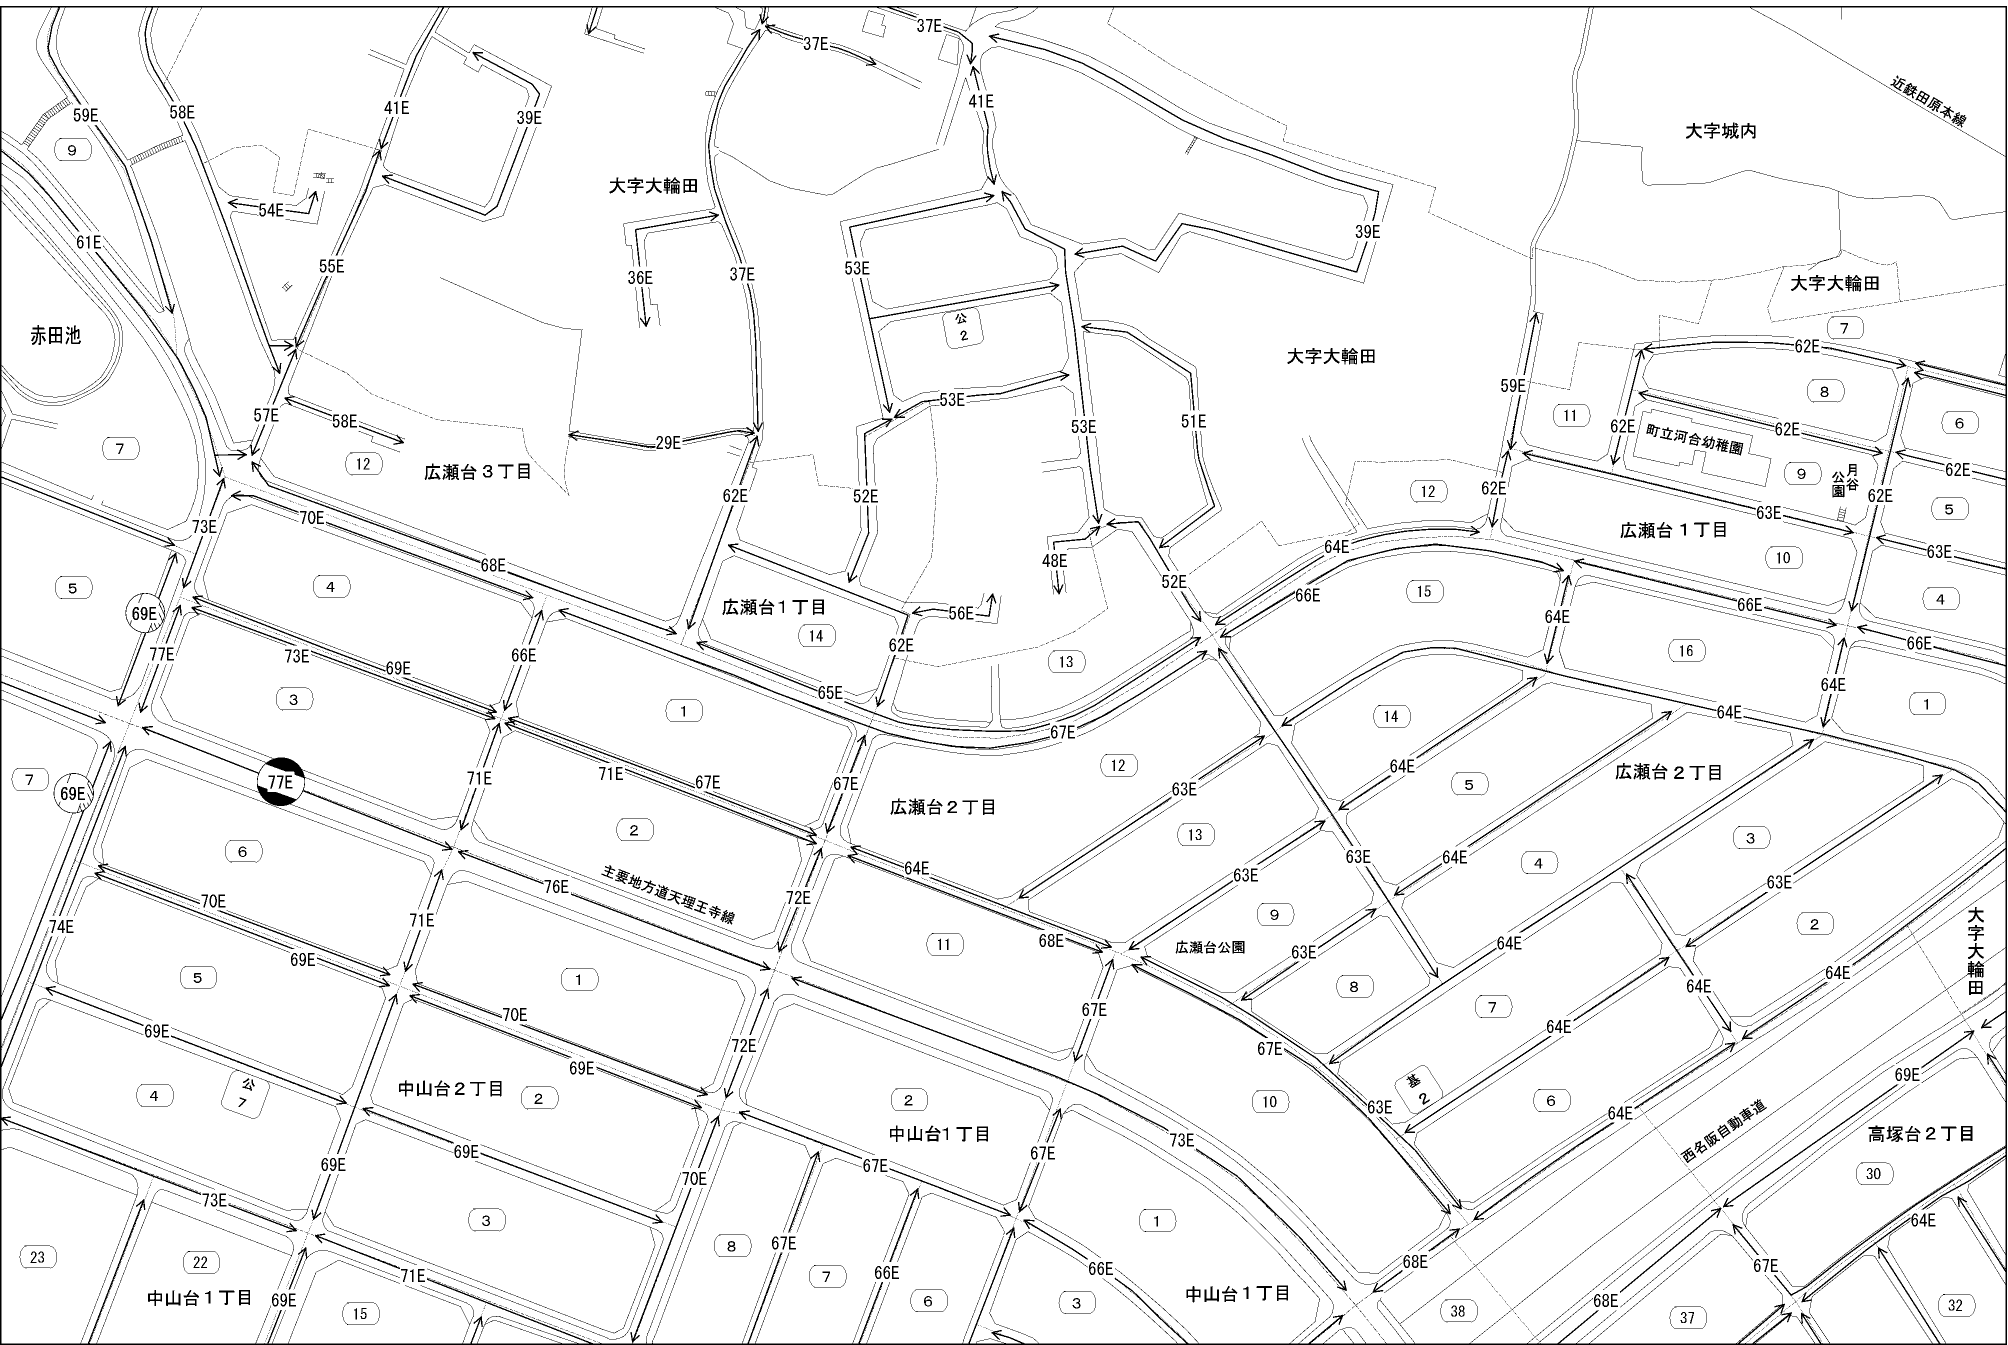 37E
37E
近鉄田原本線
59E
58E
41E
39E
41E
大字城内
9
大字大輪田
54E
61E
55E
36E
37E
53E
39E
大字大輪田
赤田池
公
2
大字大輪田
7
62E
59E
8
57E
58E
53E
53E
51E
11
62E
町立河合幼稚園
62E
6
7
12
広瀬台3丁目
29E
62E
52E
12
62E
9
月谷
公園
62E
62E
5
73E
70E
63E
広瀬台1丁目
68E
64E
10
63E
5
4
48E
52E
66E
15
66E
4
69E
広瀬台1丁目
14
56E
62E
64E
16
66E
77E
73E
69E
66E
13
65E
64E
3
1
67E
14
64E
1
77E
71E
71E
67E
67E
12
64E
広瀬台2丁目
7
69E
広瀬台2丁目
63E
5
6
2
13
63E
64E
3
主要地方道天理王寺線
64E
63E
4
63E
76E
72E
70E
74E
71E
69E
11
68E
広瀬台公園
9
63E
64E
2
大字大輪田
5
1
8
64E
64E
7
69E
70E
72E
67E
67E
64E
4
公
7
中山台2丁目
69E
2
2
中山台1丁目
10
63E
基
2
6
64E
69E
西名阪自動車道
高塚台2丁目
73E
69E
69E
67E
67E
70E
30
73E
3
1
64E
23
22
71E
8
67E
7
66E
66E
68E
67E
中山台1丁目
69E
15
6
3
中山台1丁目
38
68E
37
32